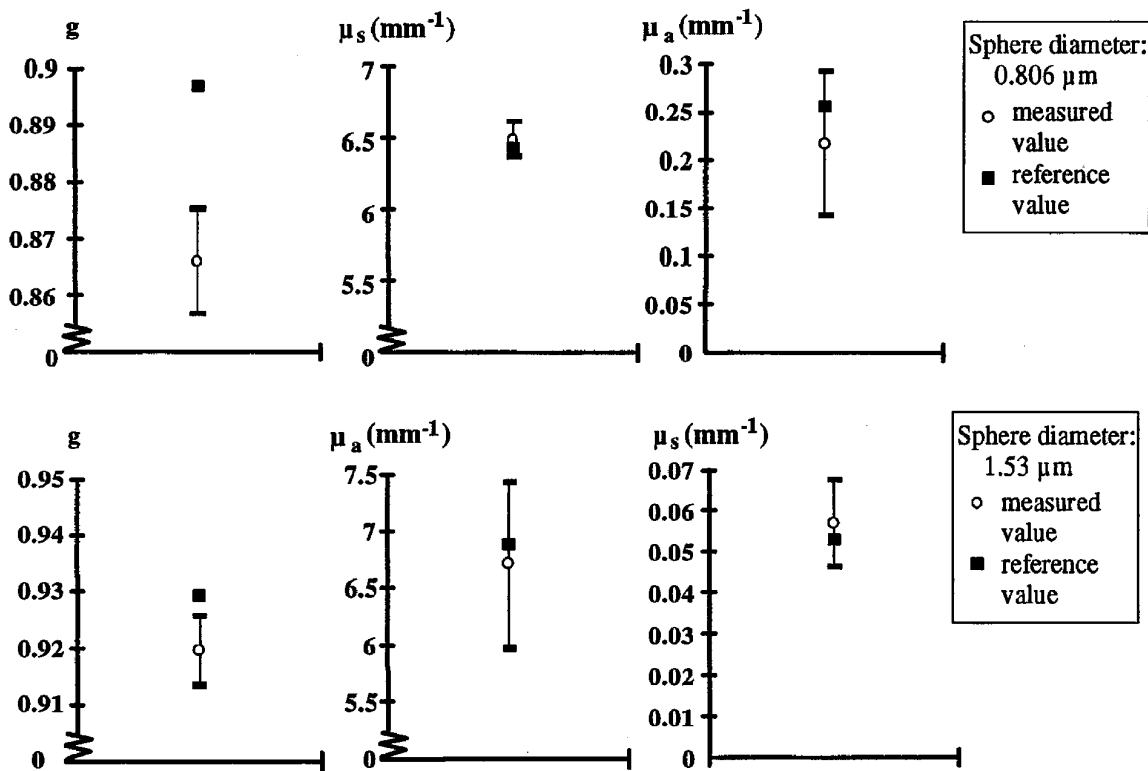 g
0.9
0.89
0.88
0.87
0.86
0
μs (mm-1)
7
6.5
6
5.5
0
μa (mm-1)
0.3
0.25
0.2
0.15
0.1
0.05
0
Sphere diameter:
0.806 μm
measured
value
reference
value
g
0.95
0.94
0.93
0.92
0.91
0
μa (mm-1)
7.5
7
6.5
6
5.5
0
μs (mm-1)
0.07
0.06
0.05
0.04
0.03
0.02
0.01
0
Sphere diameter:
1.53 μm
measured
value
reference
value